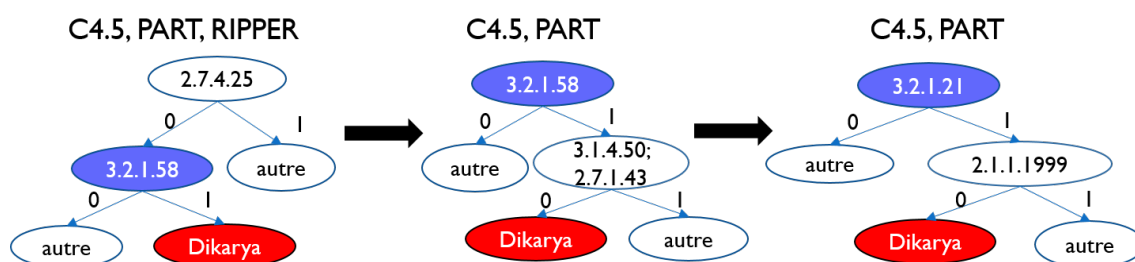 C4.5, PART, RIPPER
2.7.4.25
0
1
3.2.1.58
autre
0
1
autre
Dikarya
C4.5, PART
3.2.1.58
0
1
autre
3.1.4.50;
2.7.1.43
0
1
Dikarya
autre
C4.5, PART
3.2.1.21
0
1
autre
2.1.1.1999
0
1
Dikarya
autre